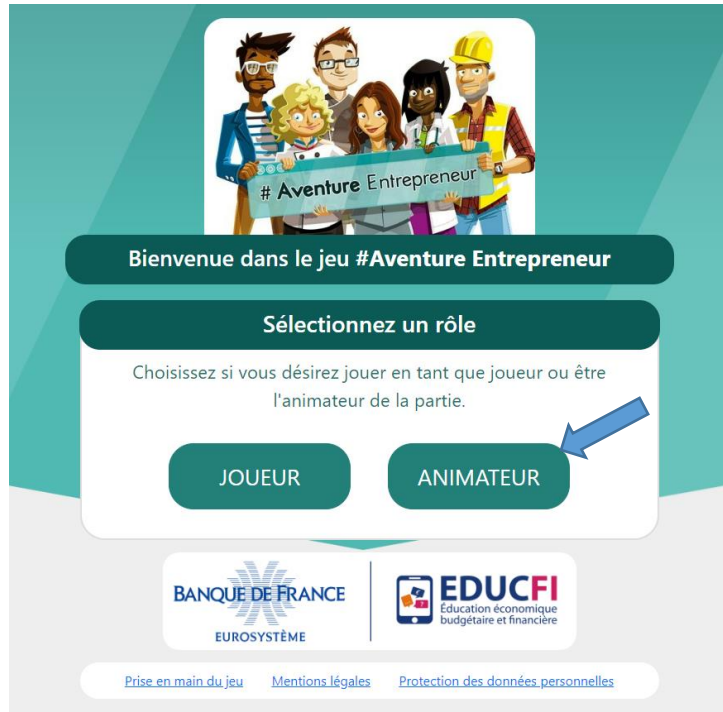 # Aventure Entrepreneur
Bienvenue dans le jeu #Aventure Entrepreneur
Sélectionnez un rôle
Choisissez si vous désirez jouer en tant que joueur ou être
l'animateur de la partie.
JOUEUR
ANIMATEUR
BANQUE DE FRANCE
EUROSYSTÈME
EDUCFI
Éducation économique
budgétaire et financière
Prise en main du jeu Mentions légales Protection des données personnelles